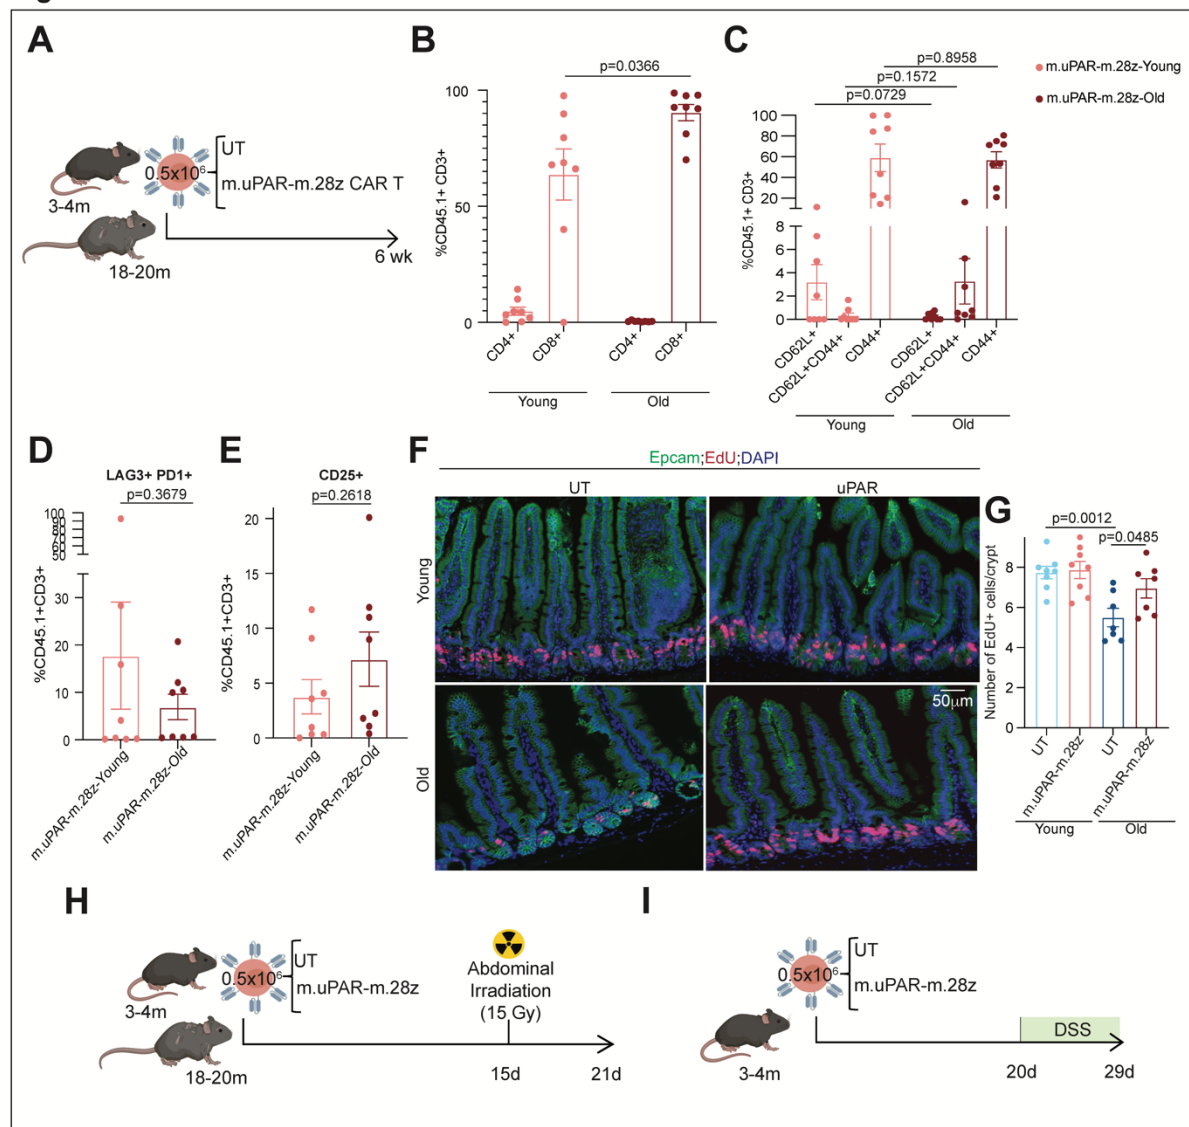 A
UT
0.5x10⁶
m.uPAR-m.28z CAR T
3-4m
18-20m
6 wk
B
p=0.0366
%CD45.1+ CD3+
100
50
0
CD4+
CD8+
CD4+
CD8+
Young
Old
C
p=0.8958
p=0.1572
p=0.0729
m.uPAR-m.28z-Young
m.uPAR-m.28z-Old
%CD45.1+ CD3+
100
80
60
40
20
8
6
4
2
0
CD62L+
CD62L+CD44+
CD44+
CD62L+
CD62L+CD44+
CD44+
Young
Old
D
LAG3+ PD1+
p=0.3679
%CD45.1+CD3+
100
90
80
70
60
50
30
20
10
0
m.uPAR-m.28z-Young
m.uPAR-m.28z-Old
E
CD25+
p=0.2618
%CD45.1+CD3+
20
15
10
5
0
m.uPAR-m.28z-Young
m.uPAR-m.28z-Old
F
Epcam;EdU;DAPI
UT
uPAR
Young
Old
50μm
G
p=0.0012
p=0.0485
Number of EdU+ cells/crypt
8
6
4
2
0
UT
m.uPAR-m.28z
UT
m.uPAR-m.28z
Young
Old
H
UT
0.5x10⁶
m.uPAR-m.28z
3-4m
18-20m
Abdominal
Irradiation
(15 Gy)
15d
21d
I
UT
0.5x10⁶
m.uPAR-m.28z
3-4m
DSS
20d
29d